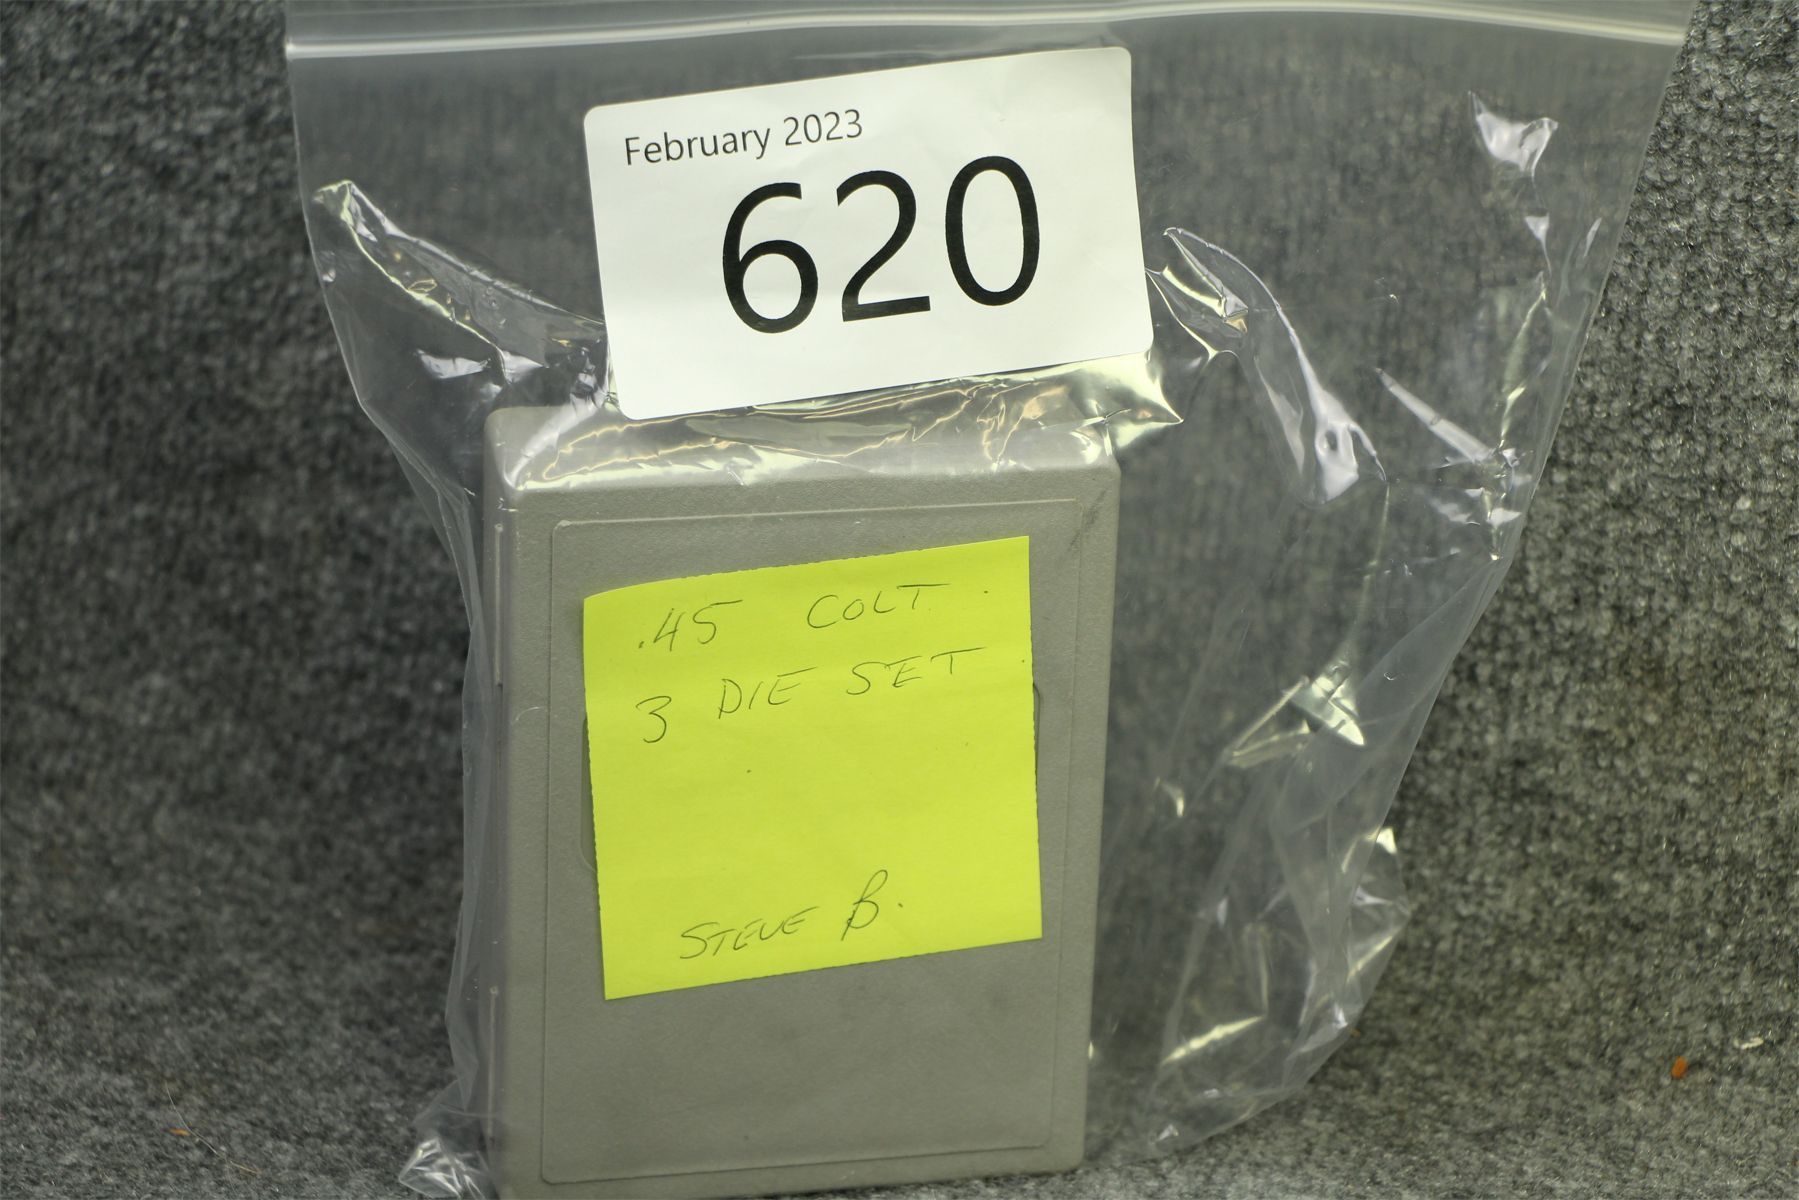 February 2023
620
.45 COLT
3 DIE SET
STEVE B.